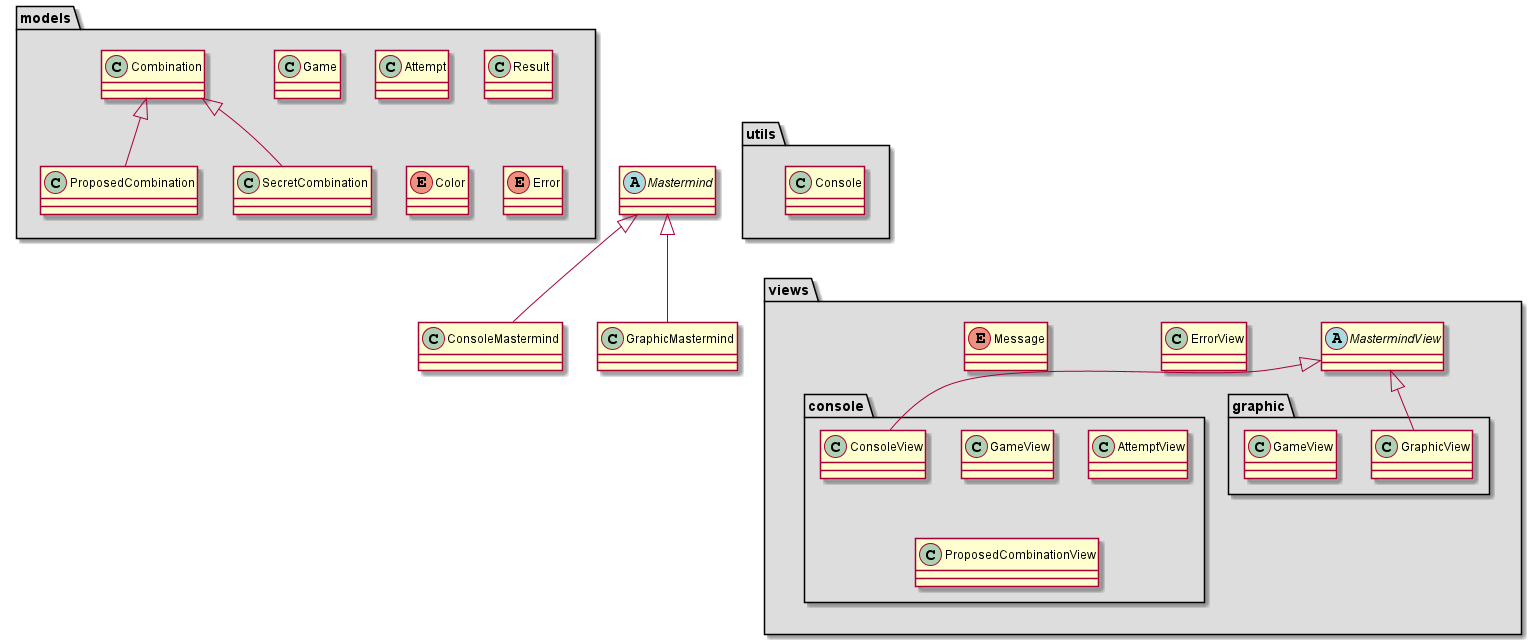 models
C Combination
C Game
C Attempt
C Result
C ProposedCombination
C SecretCombination
E Color
E Error
A Mastermind
utils
C Console
C ConsoleMastermind
C GraphicMastermind
views
E Message
C ErrorView
A MastermindView
console
C ConsoleView
C GameView
C AttemptView
C ProposedCombinationView
graphic
C GameView
C GraphicView